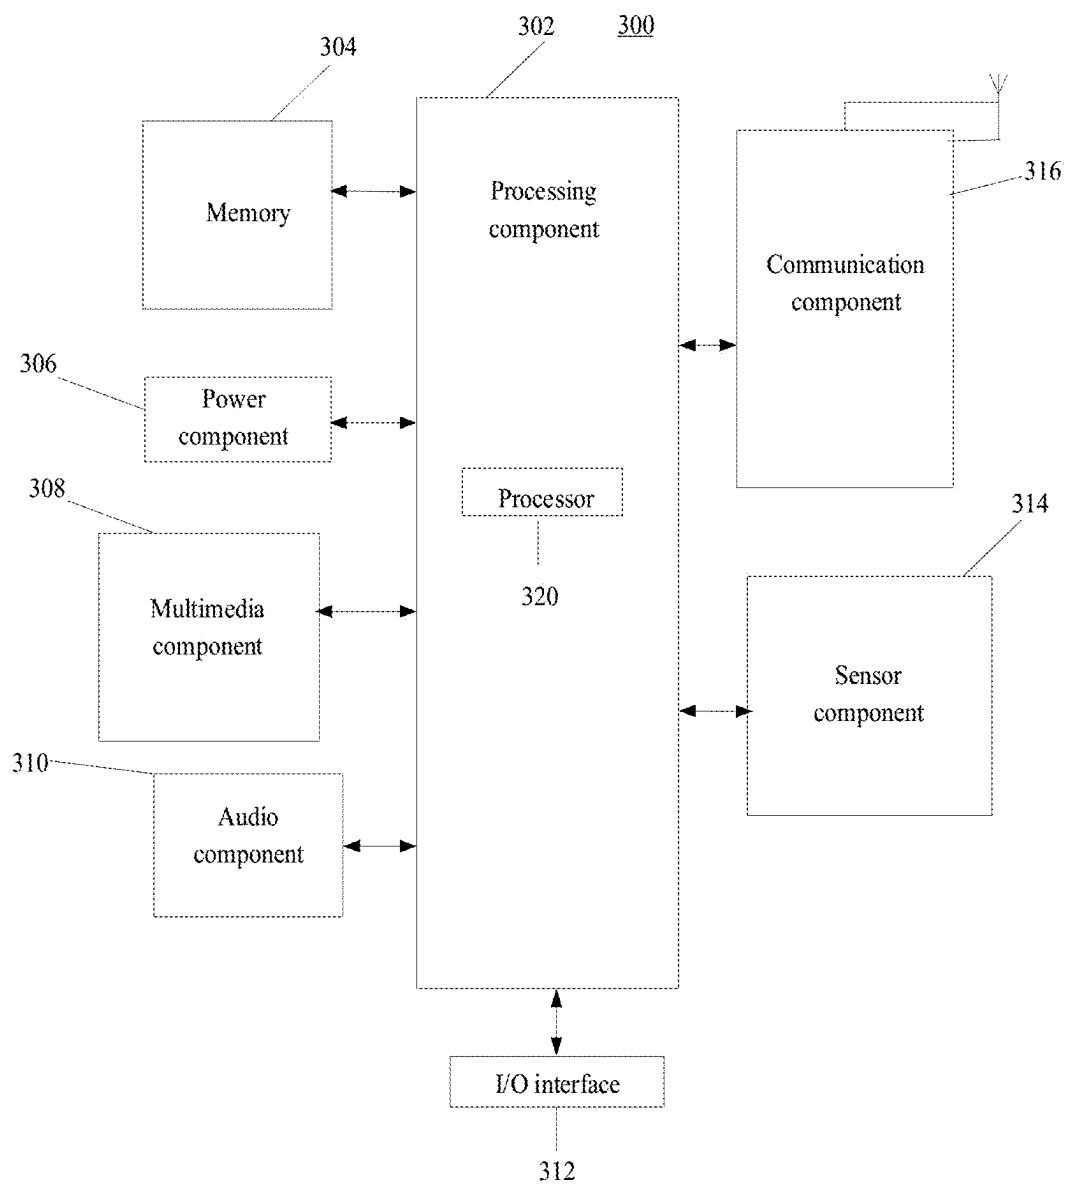 302
300
304
316
Memory
Processing
component
Communication
component
306
Power
component
308
Processor
314
320
Multimedia
component
Sensor
component
310
Audio
component
I/O interface
312